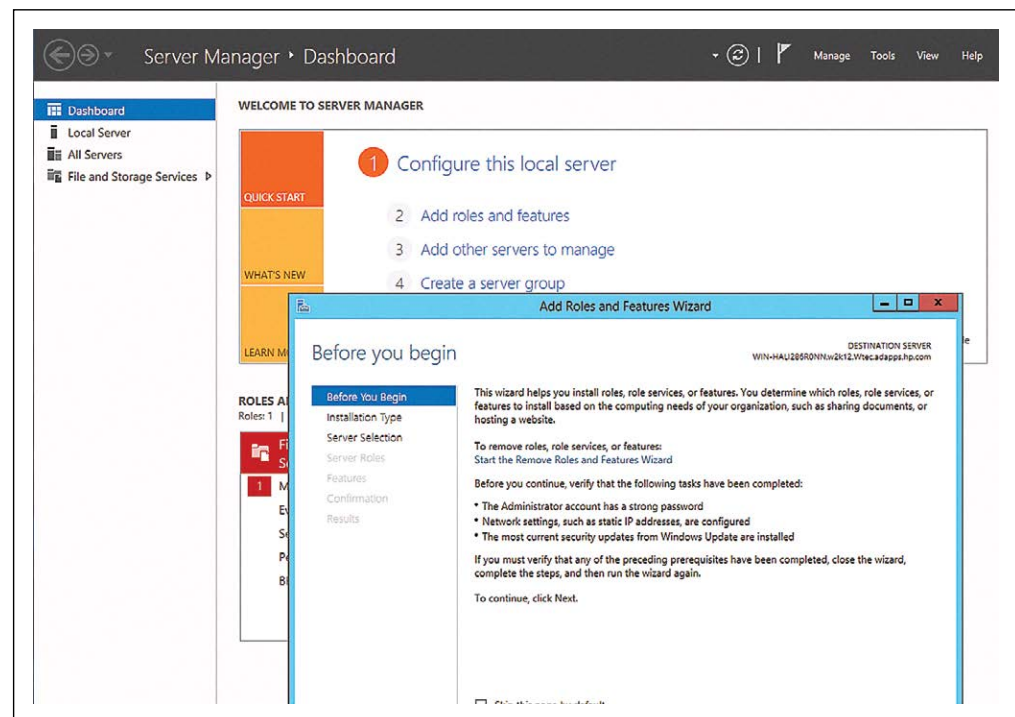 Server Manager ‣ Dashboard
Manage Tools View Help
Dashboard
Local Server
All Servers
File and Storage Services
WELCOME TO SERVER MANAGER
QUICK START
WHAT'S NEW
LEARN
1 Configure this local server
2 Add roles and features
3 Add other servers to manage
4 Create a server group
ROLES
Roles: 1 |
1
Add Roles and Features Wizard
Before you begin
DESTINATION SERVER
Before You Begin
Installation Type
Server Selection
Server Roles
Features
Confirmation
Results
This wizard helps you install roles, role services, or features. You determine which roles, role services, or
features to install based on the computing needs of your organization, such as sharing documents, or
hosting a website.
To remove roles, role services, or features:
Start the Remove Roles and Features Wizard
Before you continue, verify that the following tasks have been completed:
• The Administrator account has a strong password
• Network settings, such as static IP addresses, are configured
• The most current security updates from Windows Update are installed
If you must verify that any of the preceding prerequisites have been completed, close the wizard,
complete the steps, and then run the wizard again.
To continue, click Next.